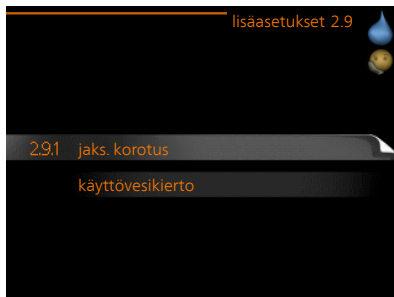 lisäasetukset 2.9
2.9.1 jaks. korotus
käyttövesikierto